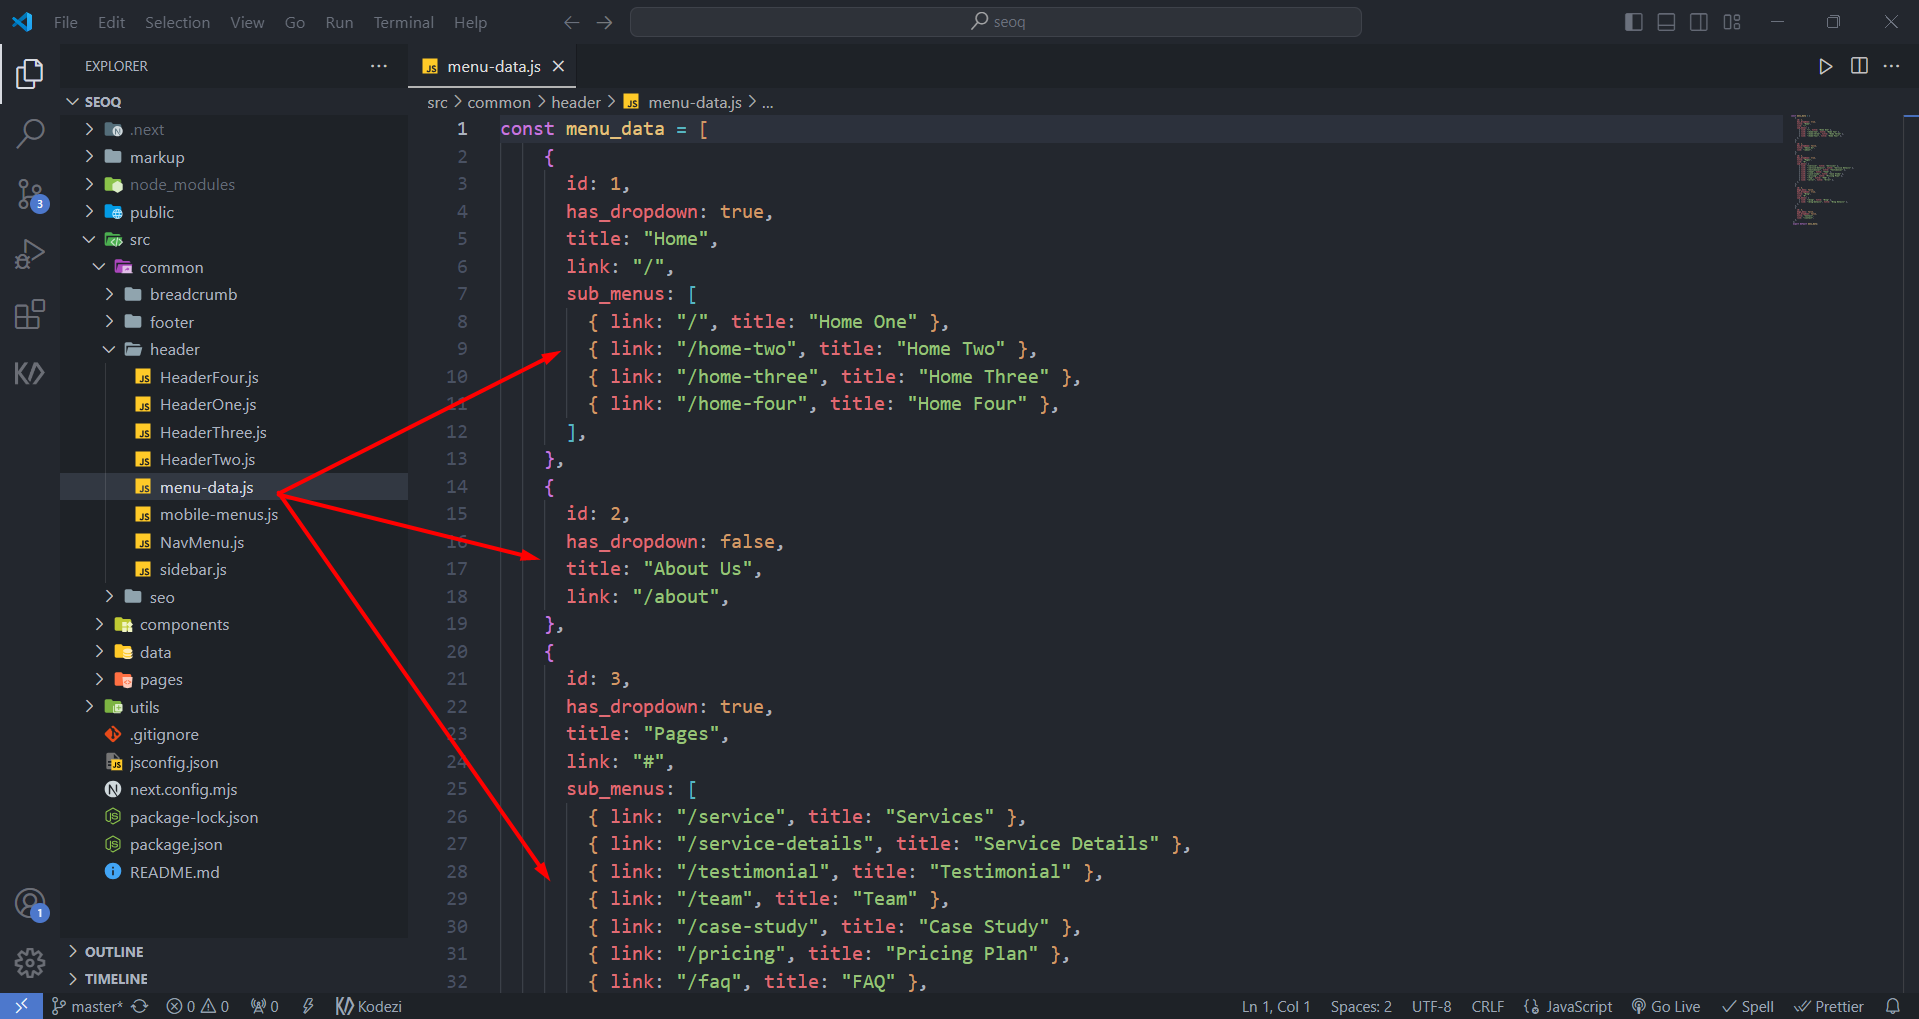 File Edit Selection View Go Run Terminal Help
seoq
EXPLORER
menu-data.js
SEOQ
src > common > header > menu-data.js > ...
.next
markup
node_modules
public
src
common
breadcrumb
footer
header
HeaderFour.js
HeaderOne.js
HeaderThree.js
HeaderTwo.js
menu-data.js
mobile-menus.js
NavMenu.js
sidebar.js
seo
components
data
pages
utils
.gitignore
jsconfig.json
next.config.mjs
package-lock.json
package.json
README.md
OUTLINE
TIMELINE
3
1
1 const menu_data = [
2 {
3 id: 1,
4 has_dropdown: true,
5 title: "Home",
6 link: "/",
7 sub_menus: [
8 { link: "/", title: "Home One" },
9 { link: "/home-two", title: "Home Two" },
10 { link: "/home-three", title: "Home Three" },
11 { link: "/home-four", title: "Home Four" },
12 ],
13 },
14 {
15 id: 2,
16 has_dropdown: false,
17 title: "About Us",
18 link: "/about",
19 },
20 {
21 id: 3,
22 has_dropdown: true,
23 title: "Pages",
24 link: "#",
25 sub_menus: [
26 { link: "/service", title: "Services" },
27 { link: "/service-details", title: "Service Details" },
28 { link: "/testimonial", title: "Testimonial" },
29 { link: "/team", title: "Team" },
30 { link: "/case-study", title: "Case Study" },
31 { link: "/pricing", title: "Pricing Plan" },
32 { link: "/faq", title: "FAQ" },
master* 0 0 0 Kodezi Ln 1, Col 1 Spaces: 2 UTF-8 CRLF JavaScript Go Live Spell Prettier